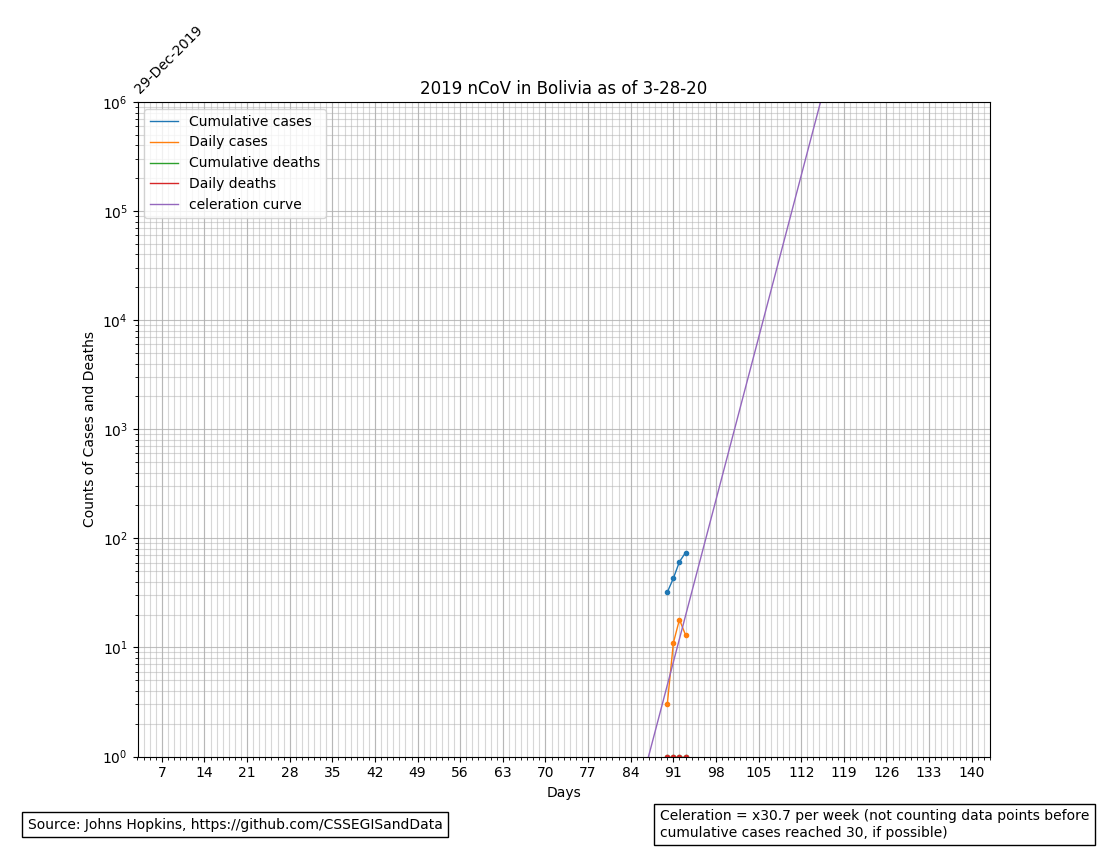 29-Dec-2019
2019 nCoV in Bolivia as of 3-28-20
Cumulative cases
Daily cases
Cumulative deaths
Daily deaths
celeration curve
Counts of Cases and Deaths
10^6
10^5
10^4
10^3
10^2
10^1
10^0
7 14 21 28 35 42 49 56 63 70 77 84 91 98 105 112 119 126 133 140
Days
Source: Johns Hopkins, https://github.com/CSSEGISandData
Celeration = x30.7 per week (not counting data points before
cumulative cases reached 30, if possible)